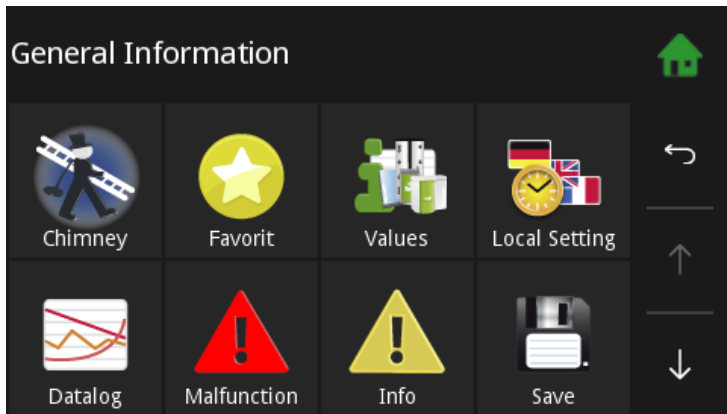 General Information
Chimney
Favorit
Values
Local Setting
Datalog
Malfunction
Info
Save